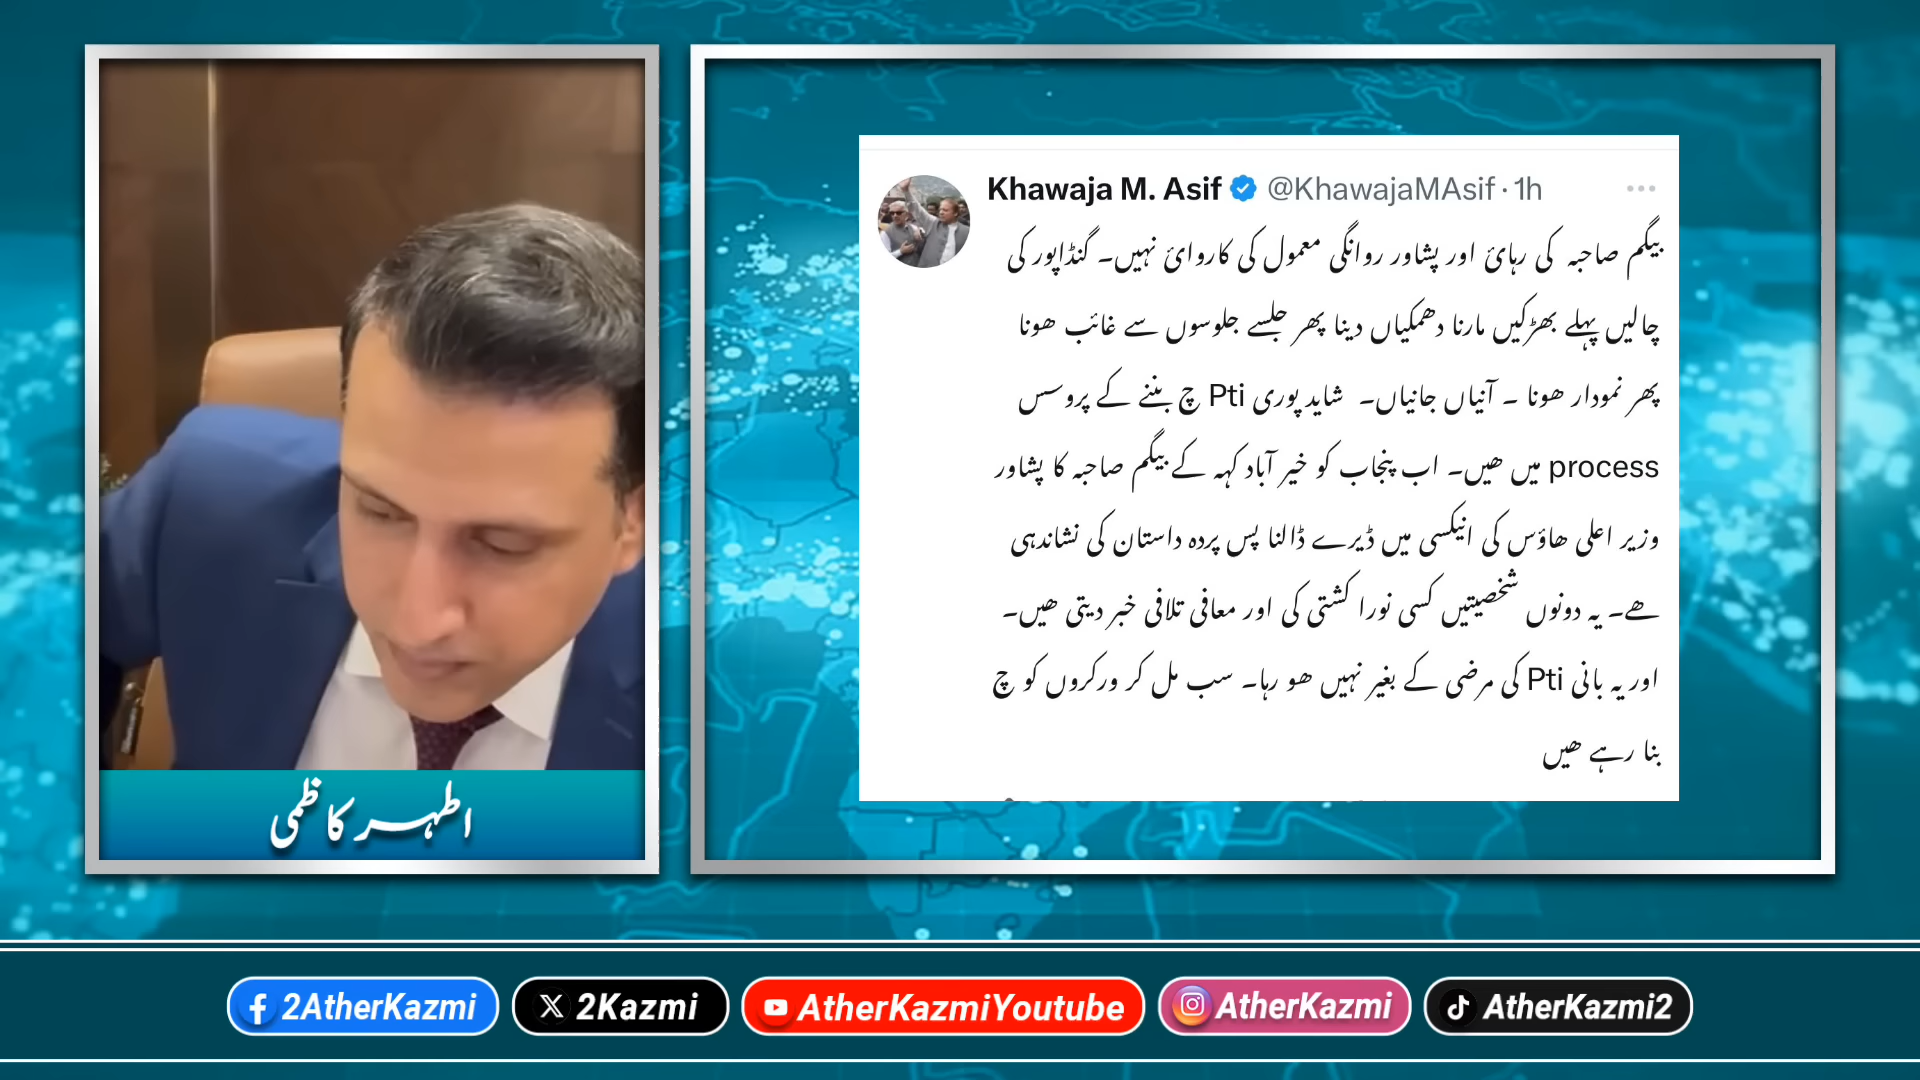 Khawaja M. Asif @KhawajaMAsif · 1h
بیگم صاحبہ کی رہائ اور پشاور روانگی معمول کی کاروائ نہیں۔ گنڈاپور کی
چالیں پہلے بھڑکیں مارنا دھمکیاں دینا پھر جلسے جلوسوں سے غائب ھونا
پھر نمودار ھونا ۔ آنیاں جانیاں۔ شاید پوری Pti چ بننے کے پروسس
process میں ھیں۔ اب پنجاب کو خیر آباد کہہ کے بیگم صاحبہ کا پشاور
وزیر اعلی ھاؤس کی انیکسی میں ڈیرے ڈالنا پس پردہ داستان کی نشاندہی
ھے۔ یہ دونوں شخصیتیں کسی نورا کشتی کی اور معافی تلافی خبر دیتی ھیں۔
اور یہ بانی Pti کی مرضی کے بغیر نہیں ھو رہا۔ سب مل کر ورکروں کو چ
بنا رہے ھیں
اطہر کاظمی
2AtherKazmi
2Kazmi
AtherKazmiYoutube
AtherKazmi
AtherKazmi2